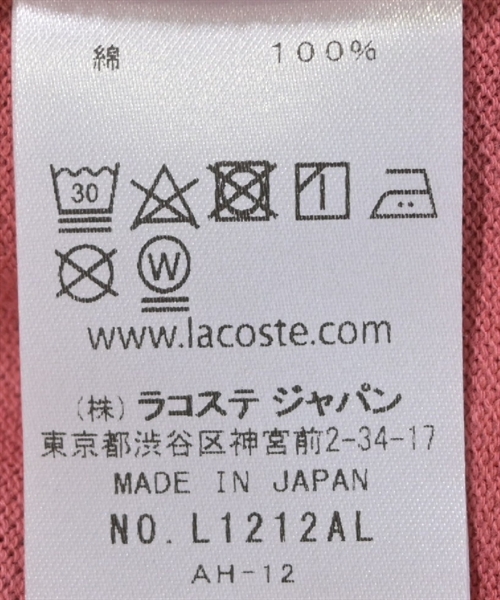 綿 100%
30
W
www.lacoste.com
(株) ラコステ ジャパン
東京都渋谷区神宮前2-34-17
MADE IN JAPAN
NO. L1212AL
AH-12